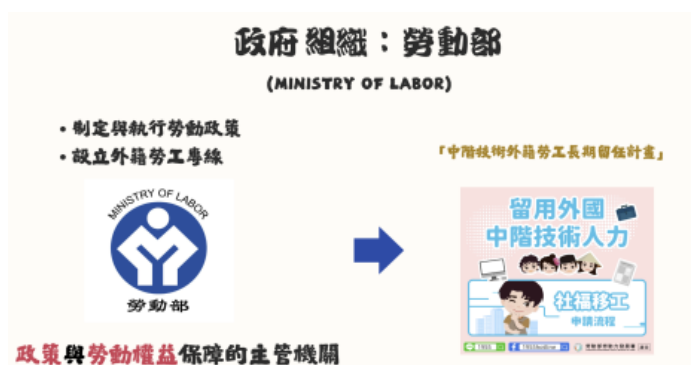 政府組織：勞動部
(MINISTRY OF LABOR)
• 制定與執行勞動政策
• 設立外籍勞工專線
「中階技術外籍勞工長期留任計畫」
MINISTRY OF LABOR
勞動部
留用外國
中階技術人力
社福移工
申請流程
1955
政策與勞動權益保障的主管機關